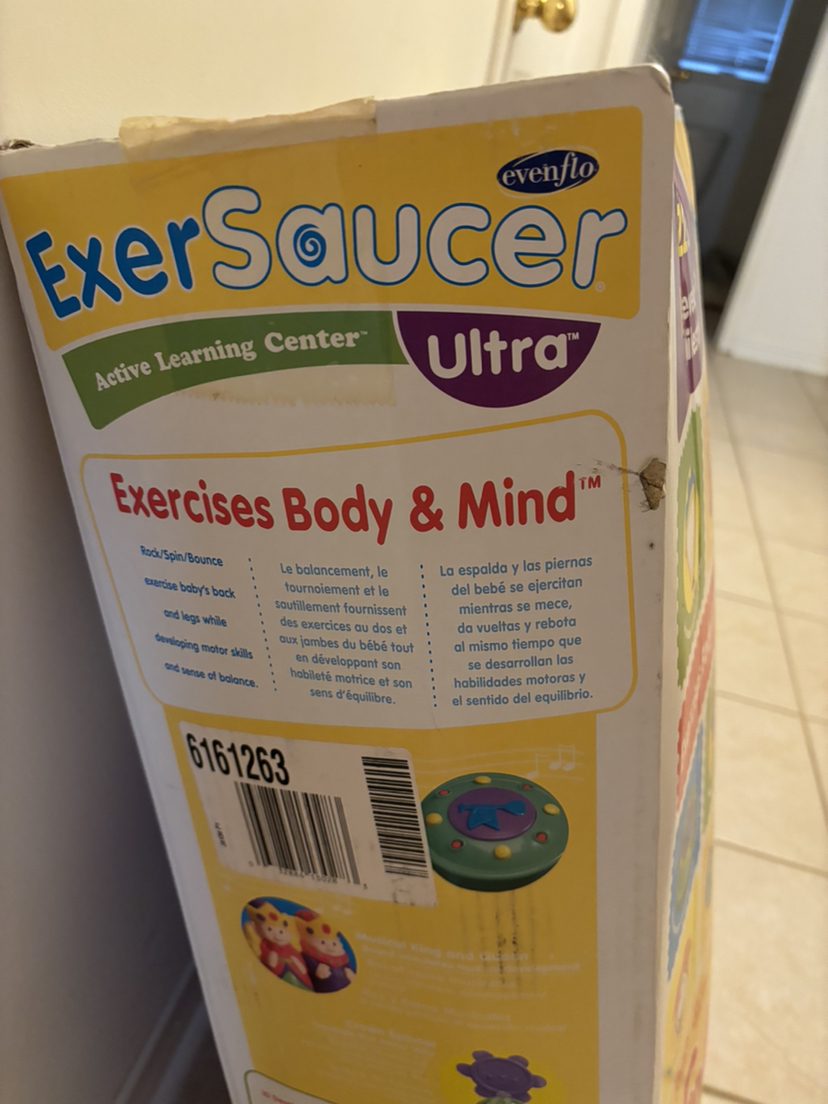 evenflo
ExerSaucer®
Active Learning Center™
Ultra™
Exercises Body & Mind™
Rock/Spin/Bounce
exercise baby's back
and legs while
developing motor skills
and sense of balance.
Le balancement, le
tournoiement et le
sautillement fournissent
des exercices au dos et
aux jambes du bébé tout
en développant son
habileté motrice et son
sens d'équilibre.
La espalda y las piernas
del bebé se ejercitan
mientras se mece,
da vueltas y rebota
al mismo tiempo que
se desarrollan las
habilidades motoras y
el sentido del equilibrio.
6161263